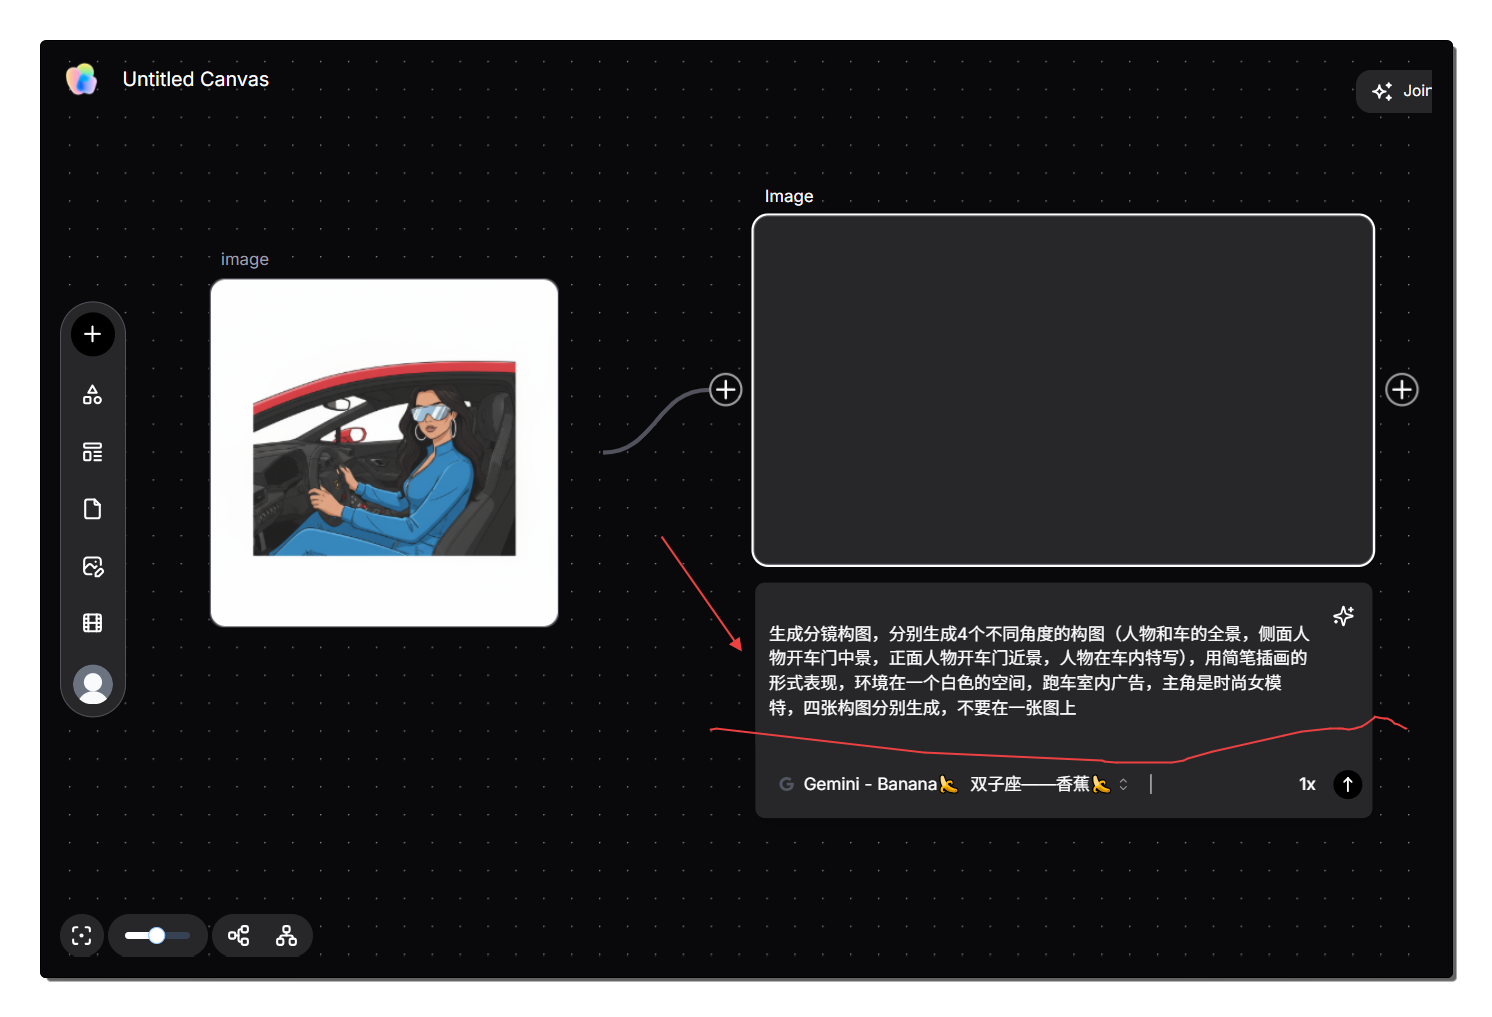 Untitled Canvas
Join
Image
image
生成分镜构图，分别生成4个不同角度的构图（人物和车的全景，侧面人
物开车门中景，正面人物开车门近景，人物在车内特写），用简笔插画的
形式表现，环境在一个白色的空间，跑车室内广告，主角是时尚女模
特，四张构图分别生成，不要在一张图上
G Gemini - Banana🍌 双子座——香蕉🍌 1x